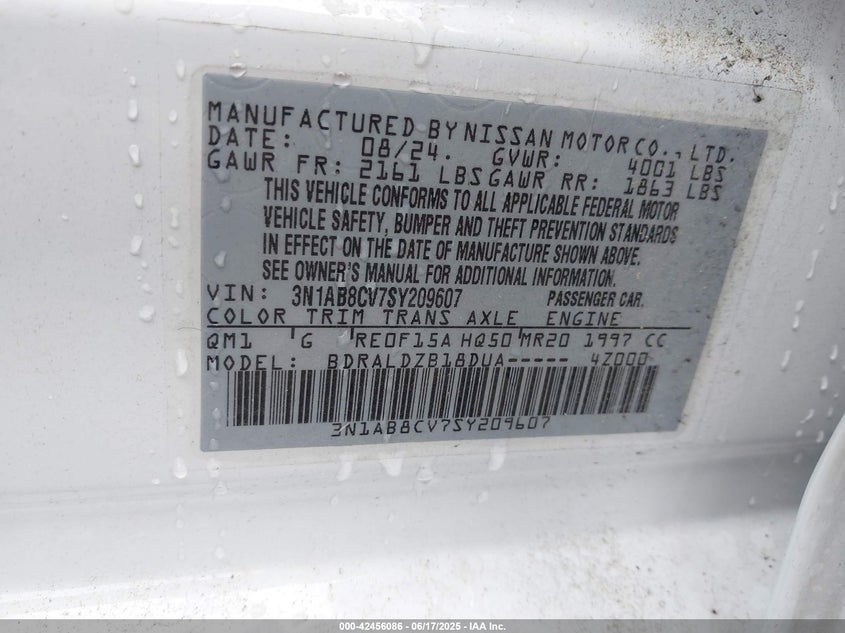 MANUFACTURED BY NISSAN MOTOR CO., LTD.
DATE: 08/24. GVWR: 4001 LBS
GAWR FR: 2161 LBS GAWR RR: 1863 LBS
THIS VEHICLE CONFORMS TO ALL APPLICABLE FEDERAL MOTOR
VEHICLE SAFETY, BUMPER AND THEFT PREVENTION STANDARDS
IN EFFECT ON THE DATE OF MANUFACTURE SHOWN ABOVE.
SEE OWNER'S MANUAL FOR ADDITIONAL INFORMATION.
VIN: 3N1AB8CV7SY209607 PASSENGER CAR.
COLOR TRIM TRANS AXLE ENGINE
QM1 G RE0F15A HQ50 MR20 1997 CC
MODEL: BDRALDZB18DUA----- 4Z000
3N1AB8CV7SY209607
000-42456086 - 06/17/2025 - IAA Inc.